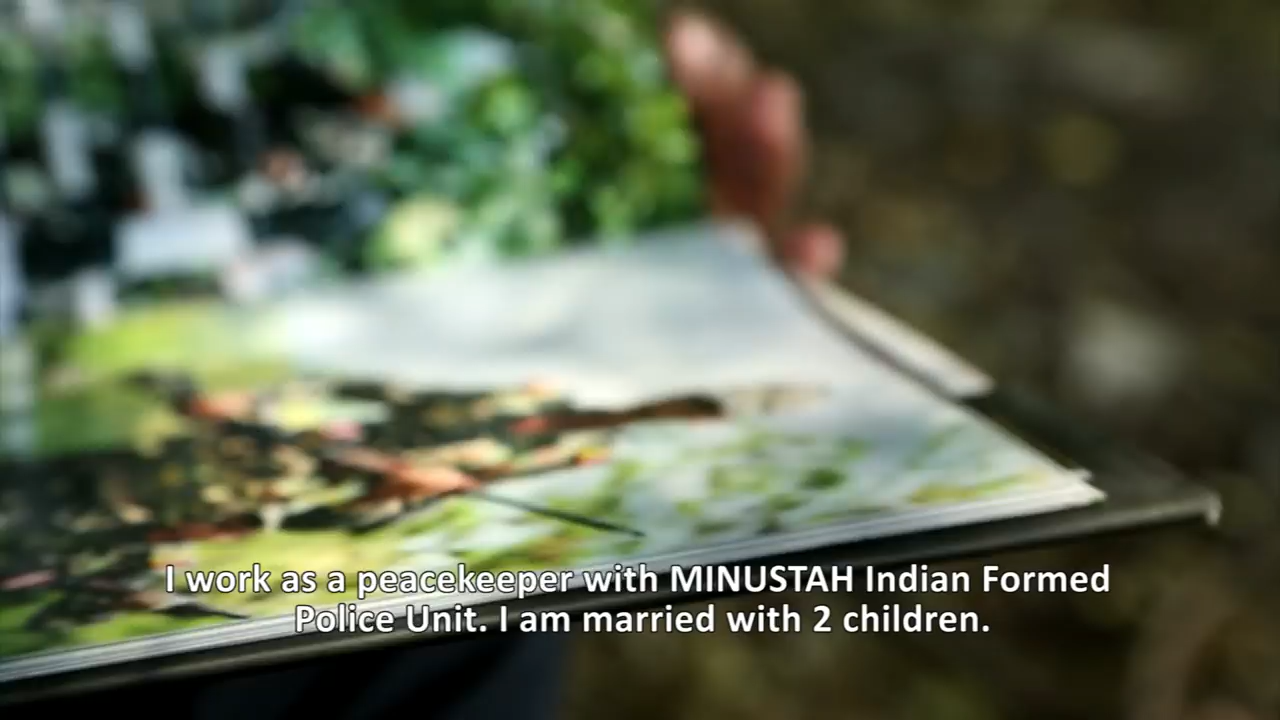 I work as a peacekeeper with MINUSTAH Indian Formed
Police Unit. I am married with 2 children.